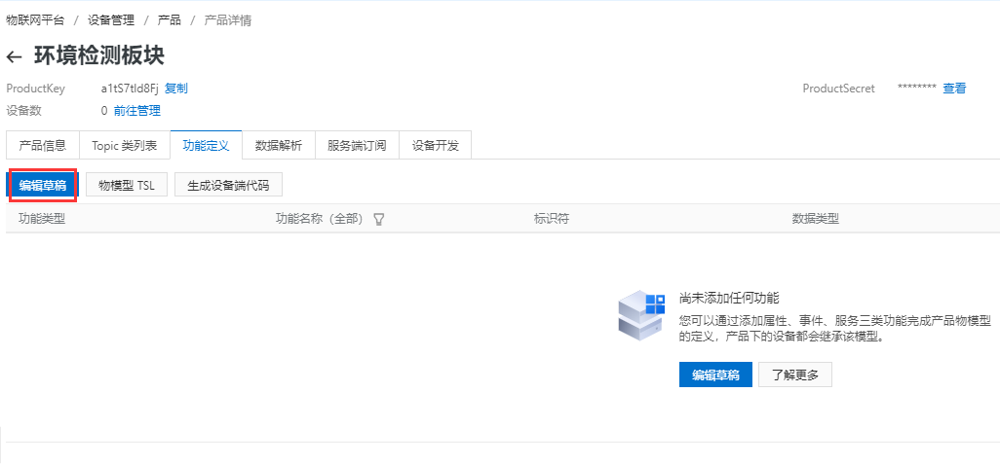 物联网平台 / 设备管理 / 产品 / 产品详情
← 环境检测板块
ProductKey a1tS7tId8Fj 复制 ProductSecret ******** 查看
设备数 0 前往管理
产品信息 Topic 类列表 功能定义 数据解析 服务端订阅 设备开发
编辑草稿 物模型 TSL 生成设备端代码
功能类型 功能名称（全部） 标识符 数据类型
尚未添加任何功能
您可以通过添加属性、事件、服务三类功能完成产品物模型
的定义，产品下的设备都会继承该模型。
编辑草稿 了解更多